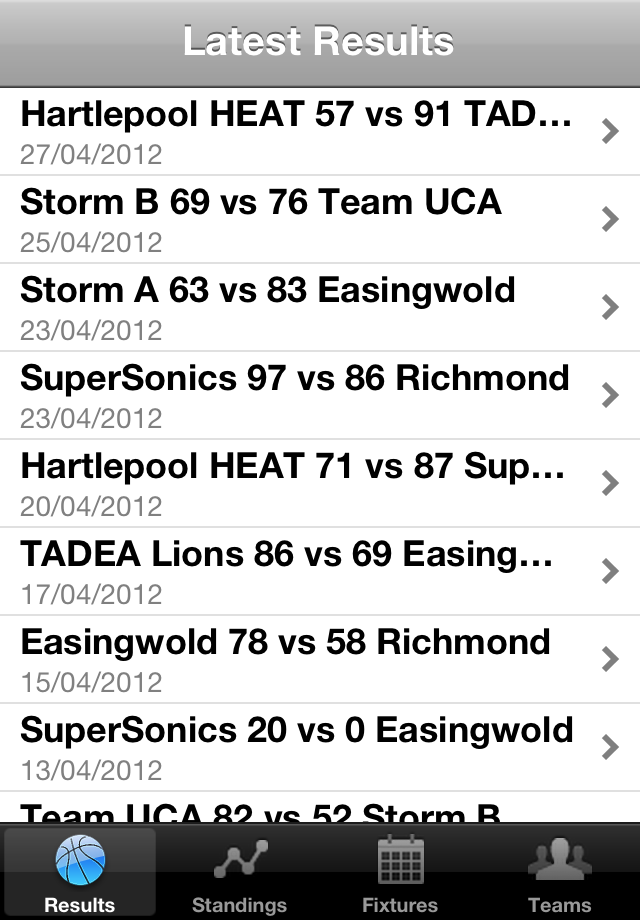 Latest Results
Hartlepool HEAT 57 vs 91 TAD...
27/04/2012
Storm B 69 vs 76 Team UCA
25/04/2012
Storm A 63 vs 83 Easingwold
23/04/2012
SuperSonics 97 vs 86 Richmond
23/04/2012
Hartlepool HEAT 71 vs 87 Sup...
20/04/2012
TADEA Lions 86 vs 69 Easing...
17/04/2012
Easingwold 78 vs 58 Richmond
15/04/2012
SuperSonics 20 vs 0 Easingwold
13/04/2012
Team UCA 82 vs 52 Storm B
Results
Standings
Fixtures
Teams